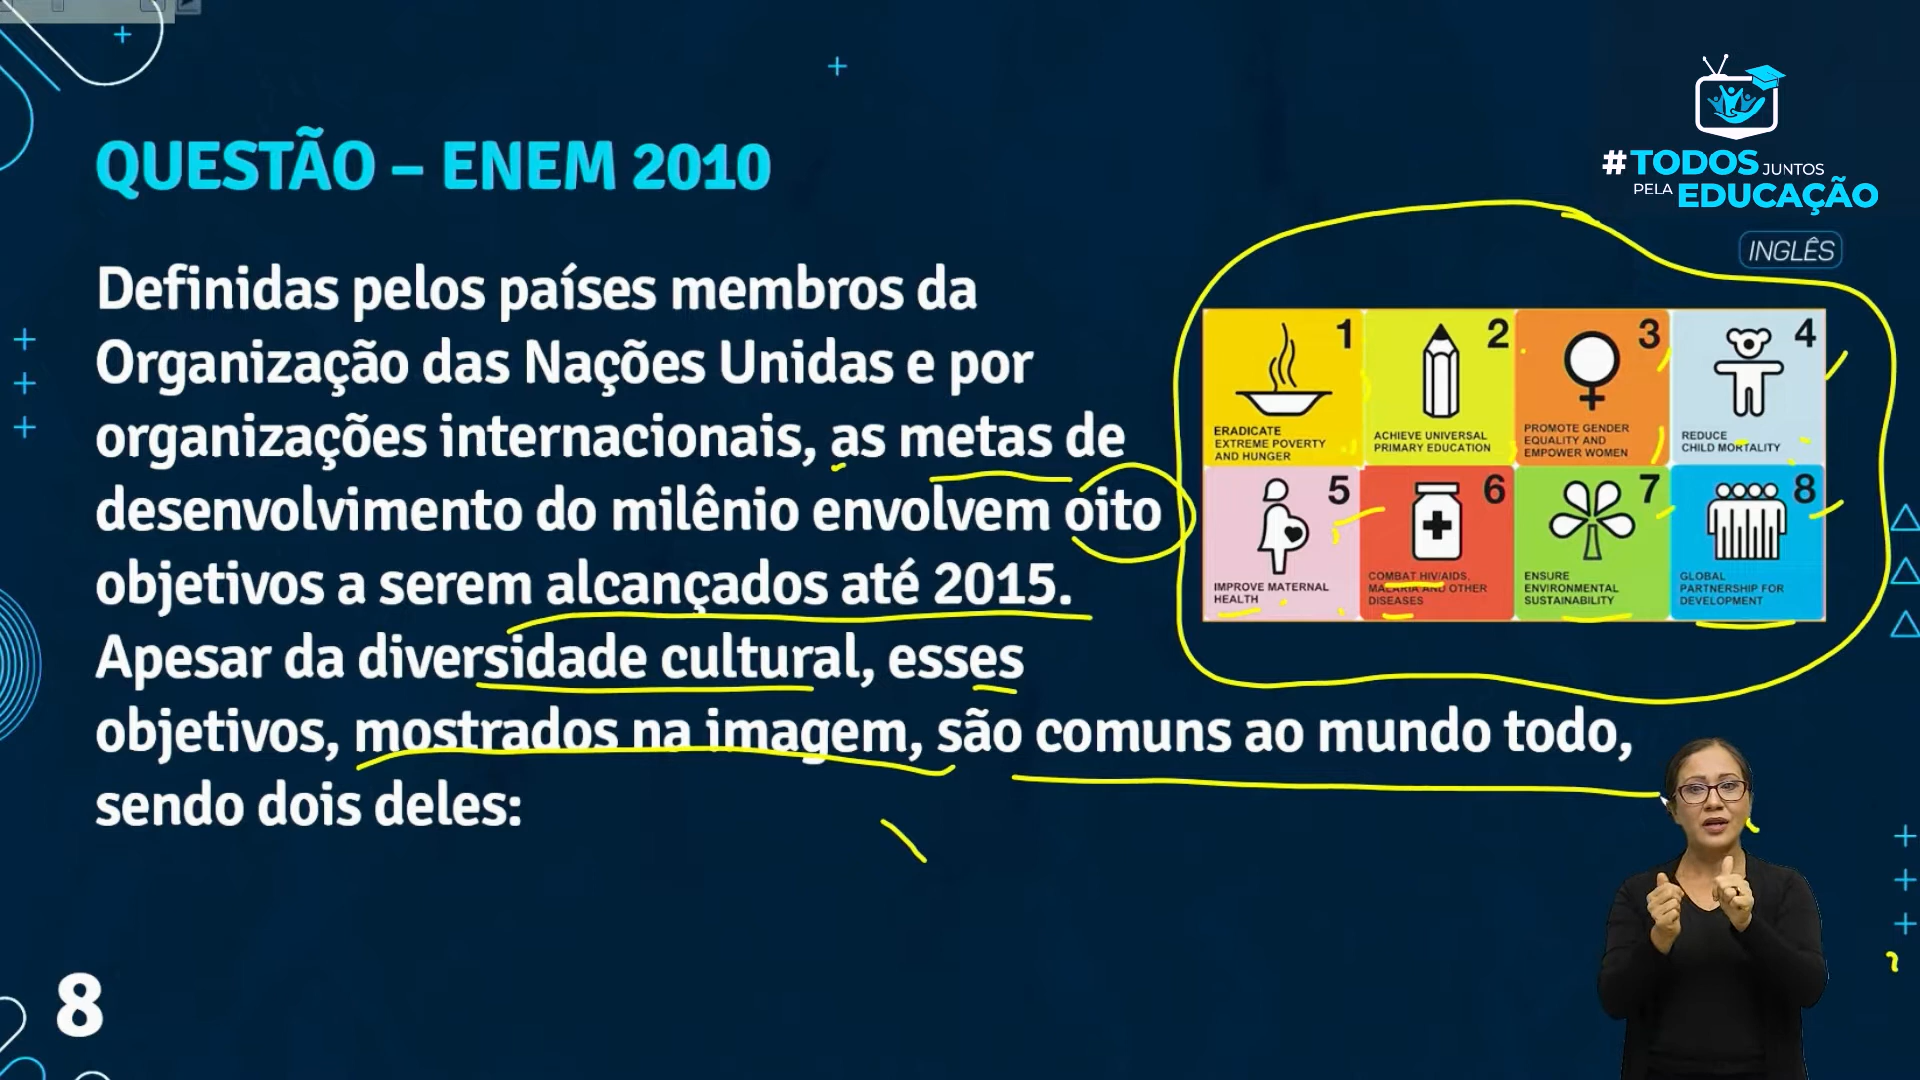 #TODOS JUNTOS
PELA EDUCAÇÃO
INGLÊS
QUESTÃO – ENEM 2010
Definidas pelos países membros da
Organização das Nações Unidas e por
organizações internacionais, as metas de
desenvolvimento do milênio envolvem oito
objetivos a serem alcançados até 2015.
Apesar da diversidade cultural, esses
objetivos, mostrados na imagem, são comuns ao mundo todo,
sendo dois deles:
1
ERADICATE
EXTREME POVERTY
AND HUNGER
2
ACHIEVE UNIVERSAL
PRIMARY EDUCATION
3
PROMOTE GENDER
EQUALITY AND
EMPOWER WOMEN
4
REDUCE
CHILD MORTALITY
5
IMPROVE MATERNAL
HEALTH
6
COMBAT HIV/AIDS,
MALARIA AND OTHER
DISEASES
7
ENSURE
ENVIRONMENTAL
SUSTAINABILITY
8
GLOBAL
PARTNERSHIP FOR
DEVELOPMENT
8